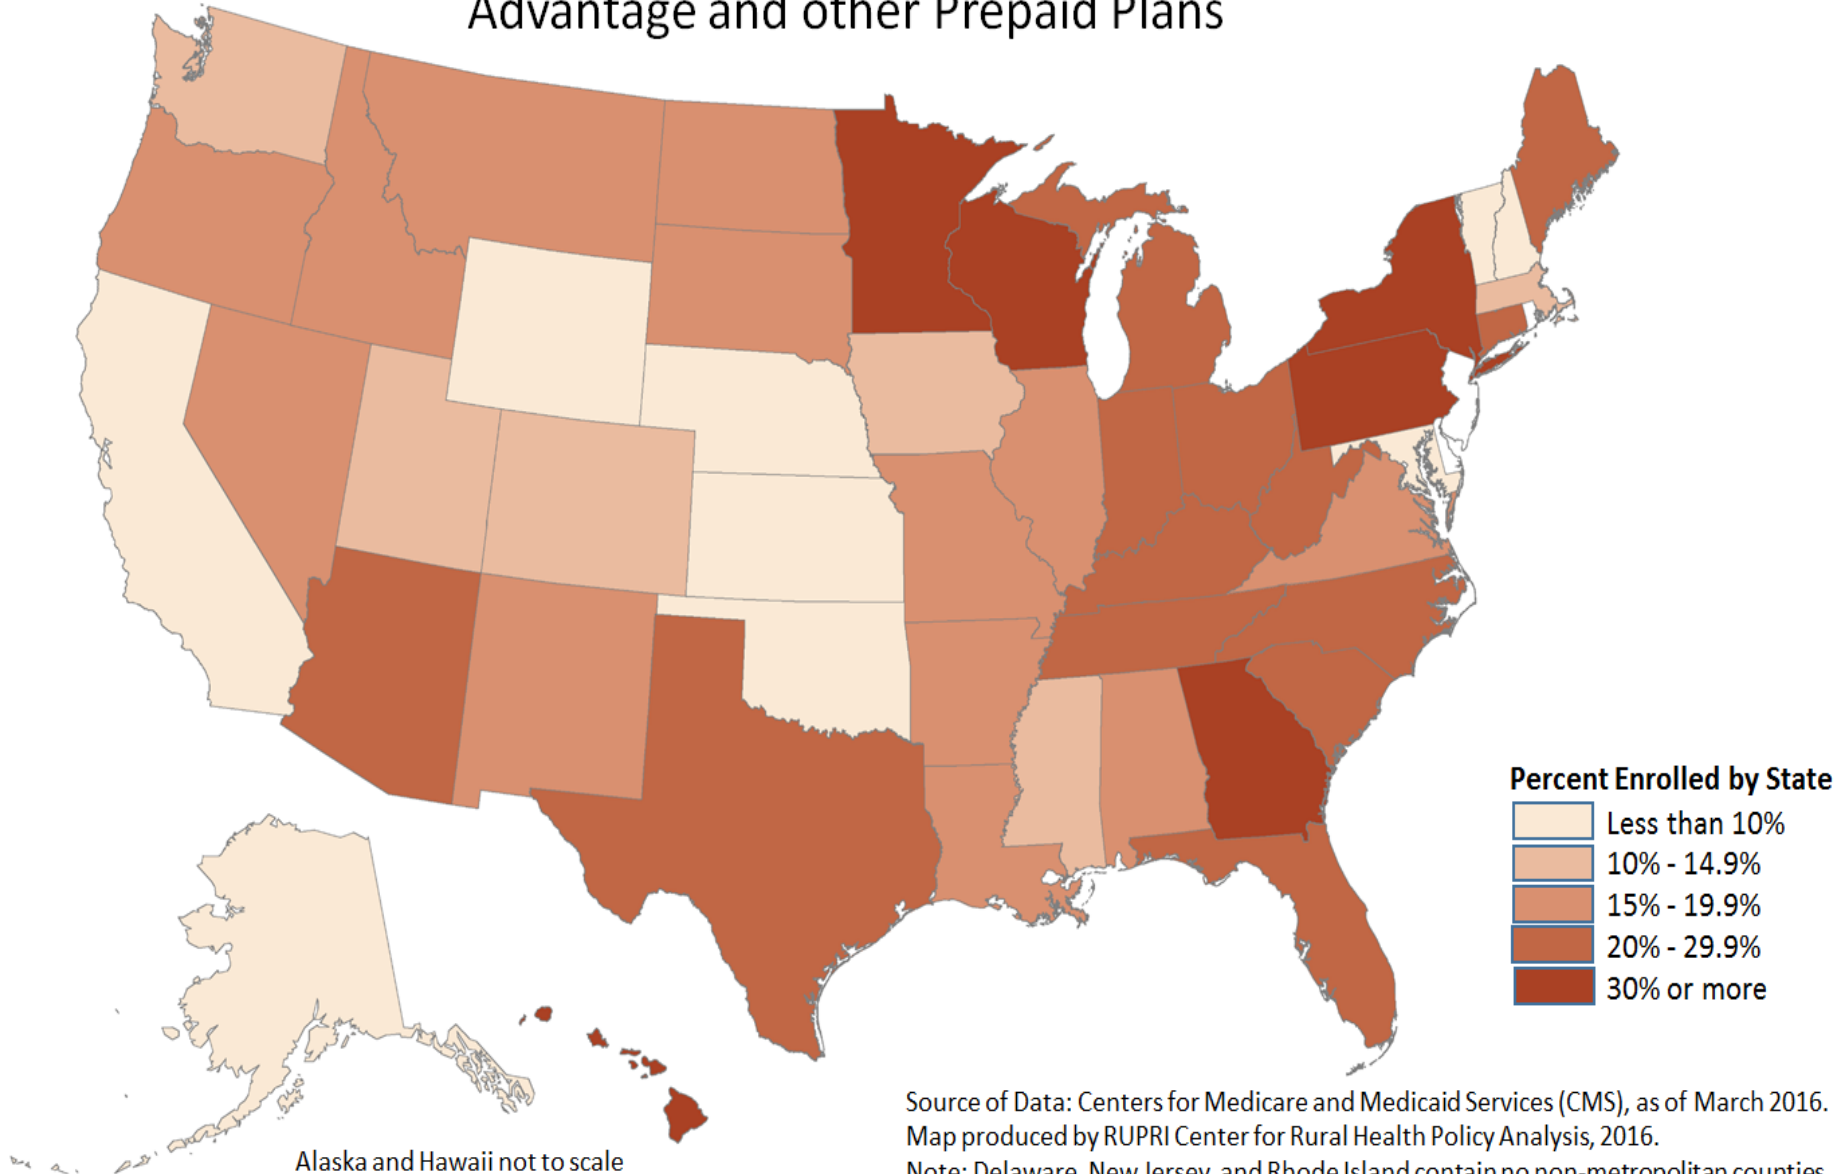 Advantage and other Prepaid Plans
Percent Enrolled by State
Less than 10%
10% - 14.9%
15% - 19.9%
20% - 29.9%
30% or more
Source of Data: Centers for Medicare and Medicaid Services (CMS), as of March 2016.
Map produced by RUPRI Center for Rural Health Policy Analysis, 2016.
Alaska and Hawaii not to scale
Note: Delaware, New Jersey, and Rhode Island contain no non-metropolitan counties